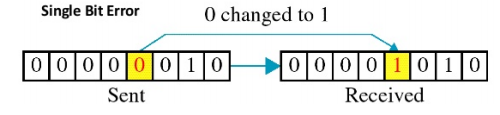 Single Bit Error
0 changed to 1
0 0 0 0 0 0 1 0
0 0 0 0 1 0 1 0
Sent
Received